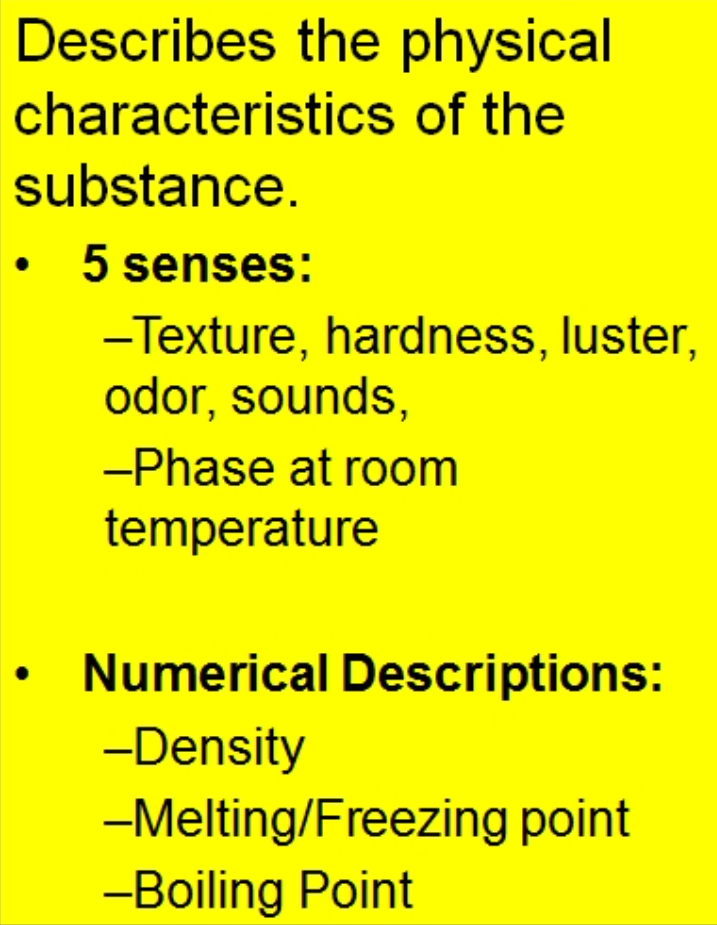 Describes the physical
characteristics of the
substance.
• 5 senses:
–Texture, hardness, luster,
odor, sounds,
–Phase at room
temperature
• Numerical Descriptions:
–Density
–Melting/Freezing point
–Boiling Point